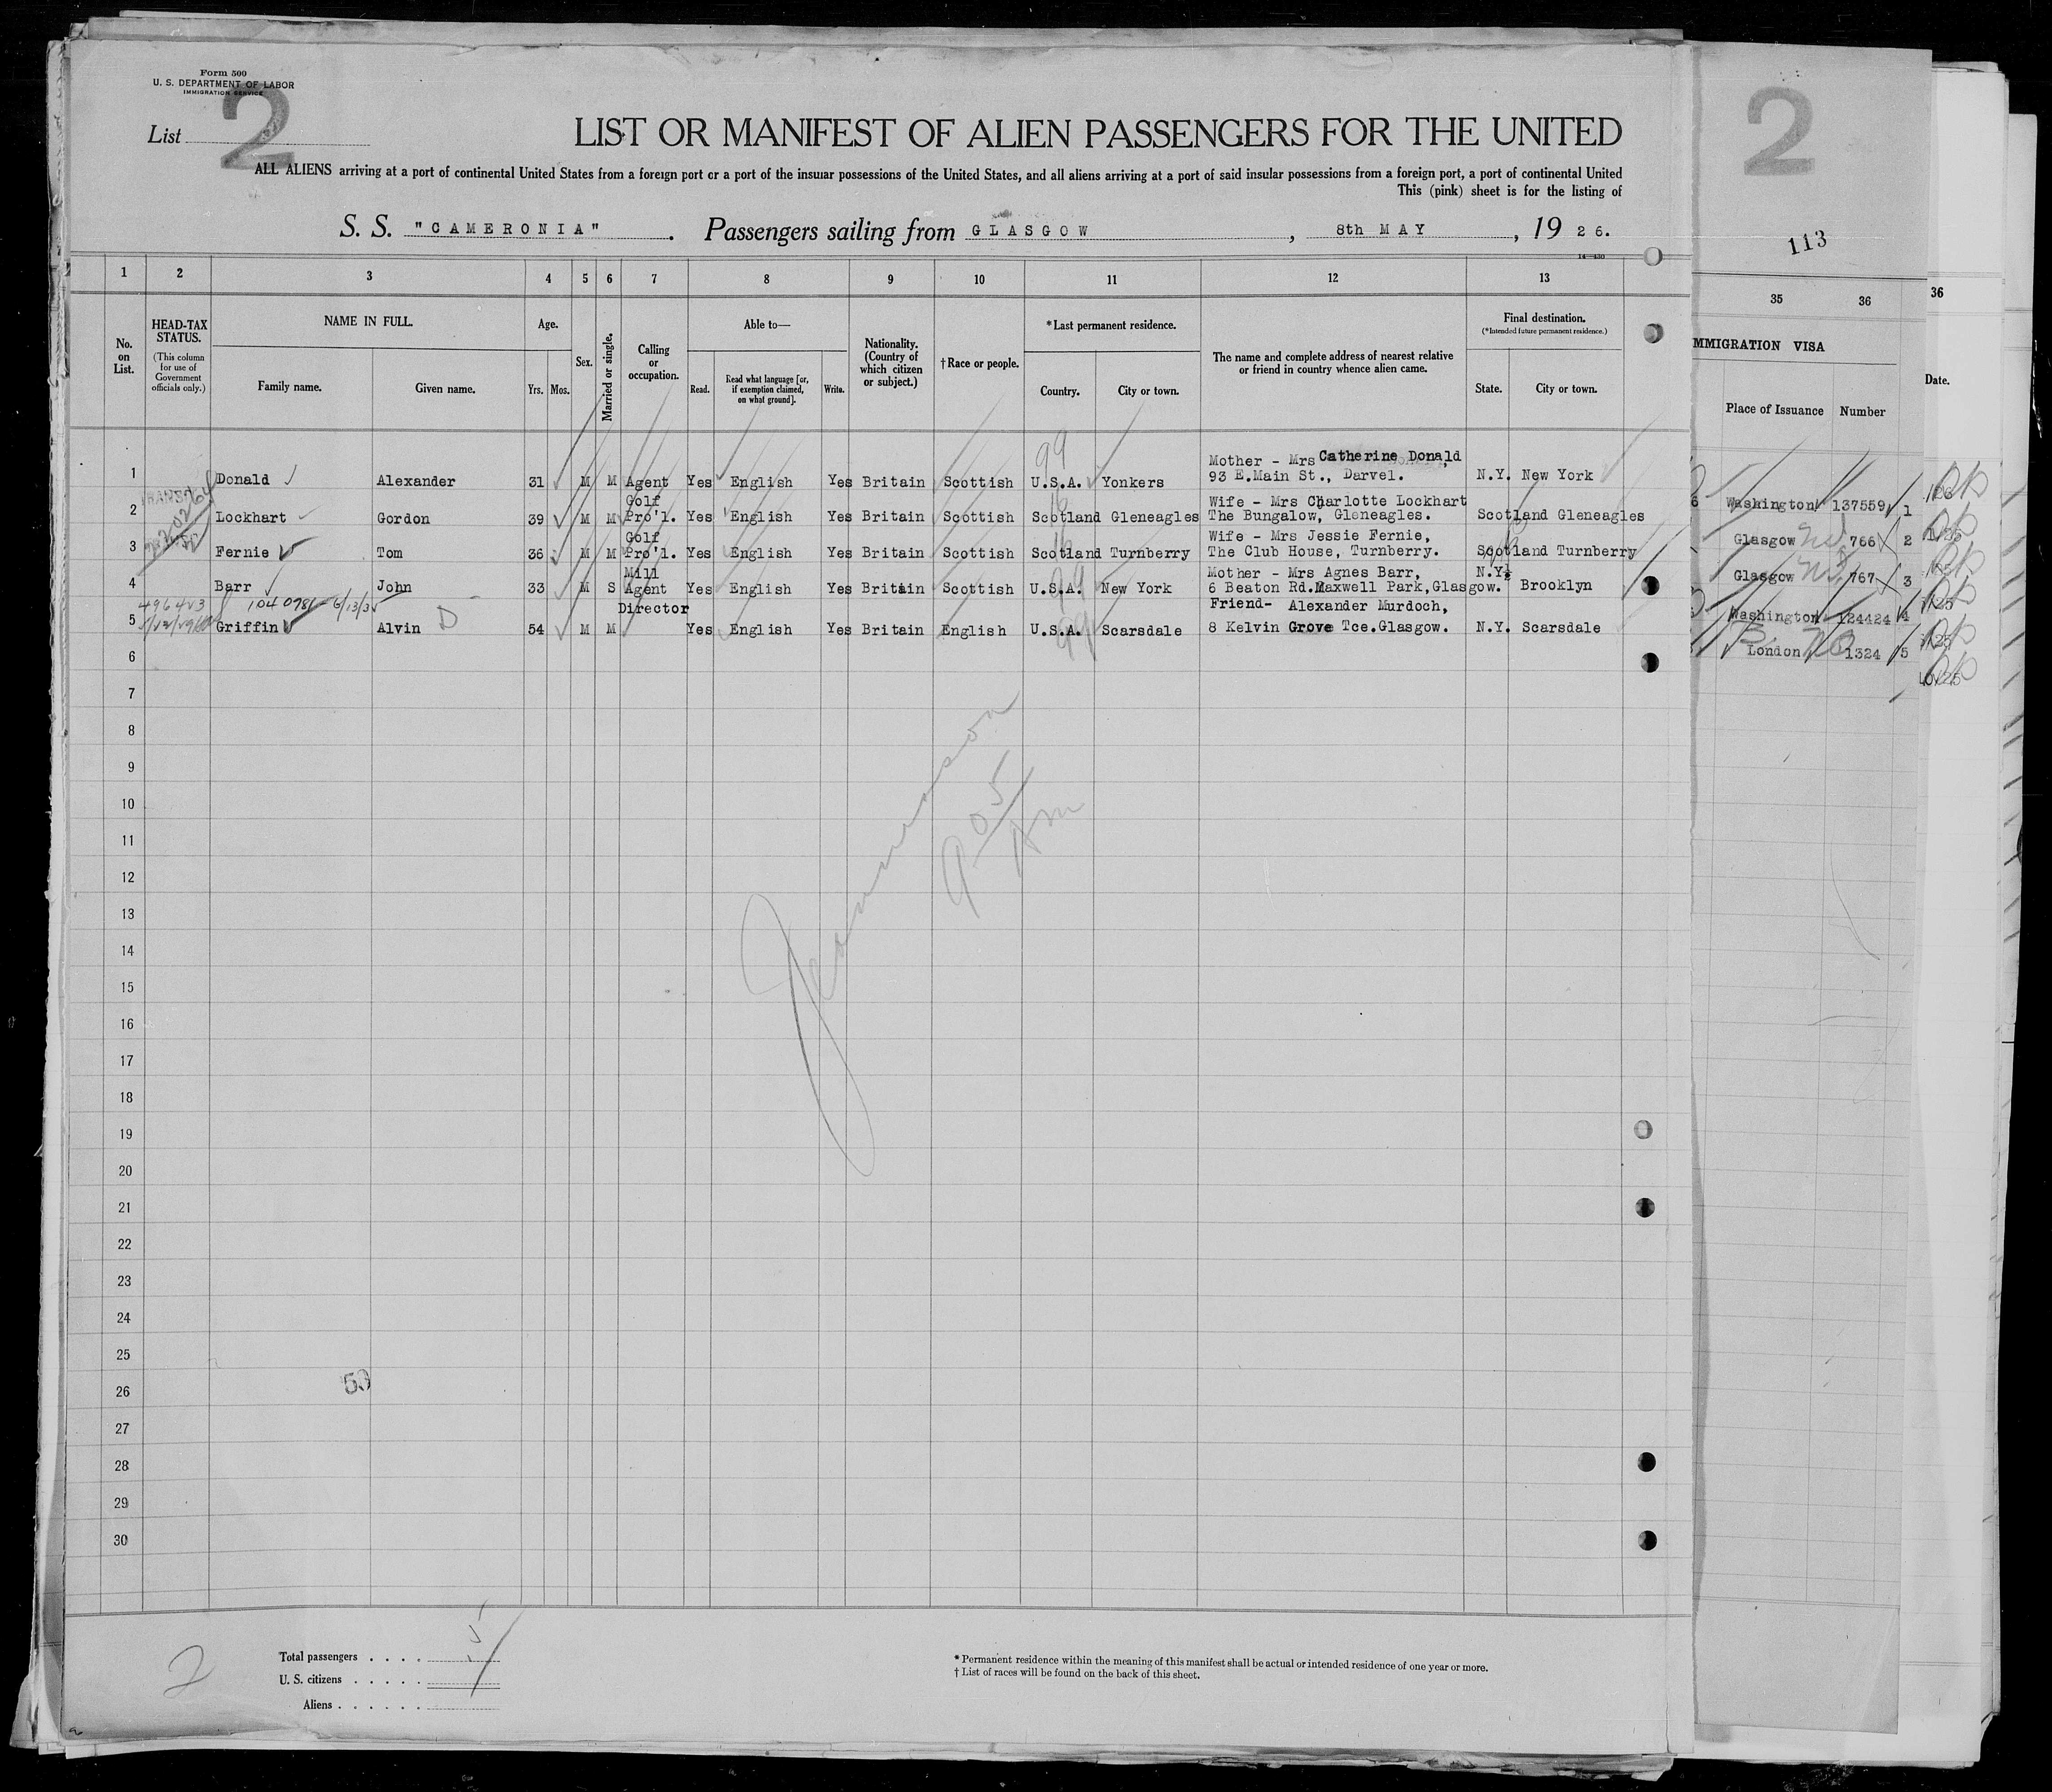 Form 500
U. S. DEPARTMENT OF LABOR
IMMIGRATION SERVICE
List 2
LIST OR MANIFEST OF ALIEN PASSENGERS FOR THE UNITED
ALL ALIENS arriving at a port of continental United States from a foreign port or a port of the insular possessions of the United States, and all aliens arriving at a port of said insular possessions from a foreign port, a port of continental United
This (pink) sheet is for the listing of
S. S. "CAMERONIA". Passengers sailing from GLASGOW, 8th MAY, 1926.
2
113
1 2 3 4 5 6 7 8 9 10 11 12 13
35 36
36
No. on List.
HEAD-TAX STATUS.
(This column for use of Government officials only.)
NAME IN FULL.
Family name. Given name.
Age.
Yrs. Mos.
Sex.
Married or single.
Calling or occupation.
Able to—
Read. Read what language [or, if exemption claimed, on what ground]. Write.
Nationality. (Country of which citizen or subject.)
†Race or people.
*Last permanent residence.
Country. City or town.
The name and complete address of nearest relative or friend in country whence alien came.
Final destination.
(*Intended future permanent residence.)
State. City or town.
MMIGRATION VISA
Place of Issuance Number
Date.
Mother - Mrs Catherine Donald
1 Donald Alexander 31 M M Agent Yes English Yes Britain Scottish U.S.A. Yonkers 93 E.Main St., Darvel. N.Y. New York
99
Golf Wife - Mrs Charlotte Lockhart
2 Lockhart Gordon 39 M M Pro'l. Yes English Yes Britain Scottish Scotland Gleneagles The Bungalow, Gleneagles. Scotland Gleneagles
Golf Wife - Mrs Jessie Fernie,
3 Fernie Tom 36 M M Pro'l. Yes English Yes Britain Scottish Scotland Turnberry The Club House, Turnberry. Scotland Turnberry
Mill Mother - Mrs Agnes Barr, N.Y.
4 Barr John 33 M S Agent Yes English Yes Britain Scottish U.S.A. New York 6 Beaton Rd.Maxwell Park,Glasgow. Brooklyn
Director Friend- Alexander Murdoch,
5 Griffin Alvin D 54 M M Yes English Yes Britain English U.S.A. Scarsdale 8 Kelvin Grove Tce.Glasgow. N.Y. Scarsdale
Washington 137559 1
Glasgow 766 2
Glasgow 767 3
Washington 124424 4
London 1324 5
6
7
8
9
10
11
12
13
14
15
16
17
18
19
20
21
22
23
24
25
26
27
28
29
30
905
Am
50
2
Total passengers . . . . 5
U. S. citizens . . . . .
Aliens . . . . . .
* Permanent residence within the meaning of this manifest shall be actual or intended residence of one year or more.
† List of races will be found on the back of this sheet.